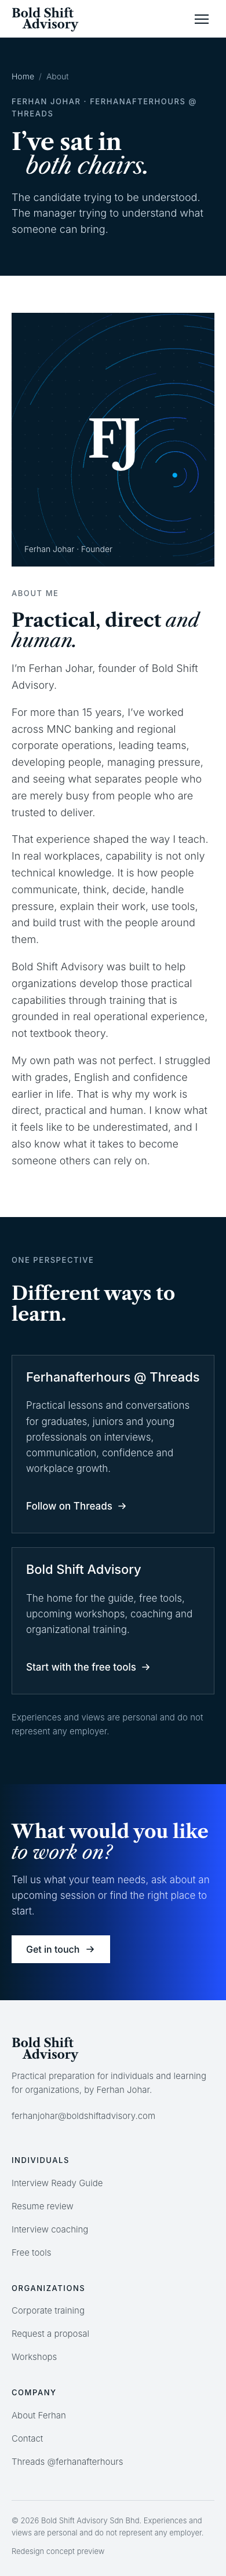 Bold Shift
Advisory
Home / About
FERHAN JOHAR · FERHANAFTERHOURS @
THREADS
I’ve sat in
both chairs.
The candidate trying to be understood.
The manager trying to understand what
someone can bring.
FJ
Ferhan Johar · Founder
ABOUT ME
Practical, direct and
human.
I’m Ferhan Johar, founder of Bold Shift
Advisory.
For more than 15 years, I’ve worked
across MNC banking and regional
corporate operations, leading teams,
developing people, managing pressure,
and seeing what separates people who
are merely busy from people who are
trusted to deliver.
That experience shaped the way I teach.
In real workplaces, capability is not only
technical knowledge. It is how people
communicate, think, decide, handle
pressure, explain their work, use tools,
and build trust with the people around
them.
Bold Shift Advisory was built to help
organizations develop those practical
capabilities through training that is
grounded in real operational experience,
not textbook theory.
My own path was not perfect. I struggled
with grades, English and confidence
earlier in life. That is why my work is
direct, practical and human. I know what
it feels like to be underestimated, and I
also know what it takes to become
someone others can rely on.
ONE PERSPECTIVE
Different ways to
learn.
Ferhanafterhours @ Threads
Practical lessons and conversations
for graduates, juniors and young
professionals on interviews,
communication, confidence and
workplace growth.
Follow on Threads →
Bold Shift Advisory
The home for the guide, free tools,
upcoming workshops, coaching and
organizational training.
Start with the free tools →
Experiences and views are personal and do not
represent any employer.
What would you like
to work on?
Tell us what your team needs, ask about an
upcoming session or find the right place to
start.
Get in touch →
Bold Shift
Advisory
Practical preparation for individuals and learning
for organizations, by Ferhan Johar.
ferhanjohar@boldshiftadvisory.com
INDIVIDUALS
Interview Ready Guide
Resume review
Interview coaching
Free tools
ORGANIZATIONS
Corporate training
Request a proposal
Workshops
COMPANY
About Ferhan
Contact
Threads @ferhanafterhours
© 2026 Bold Shift Advisory Sdn Bhd. Experiences and
views are personal and do not represent any employer.
Redesign concept preview